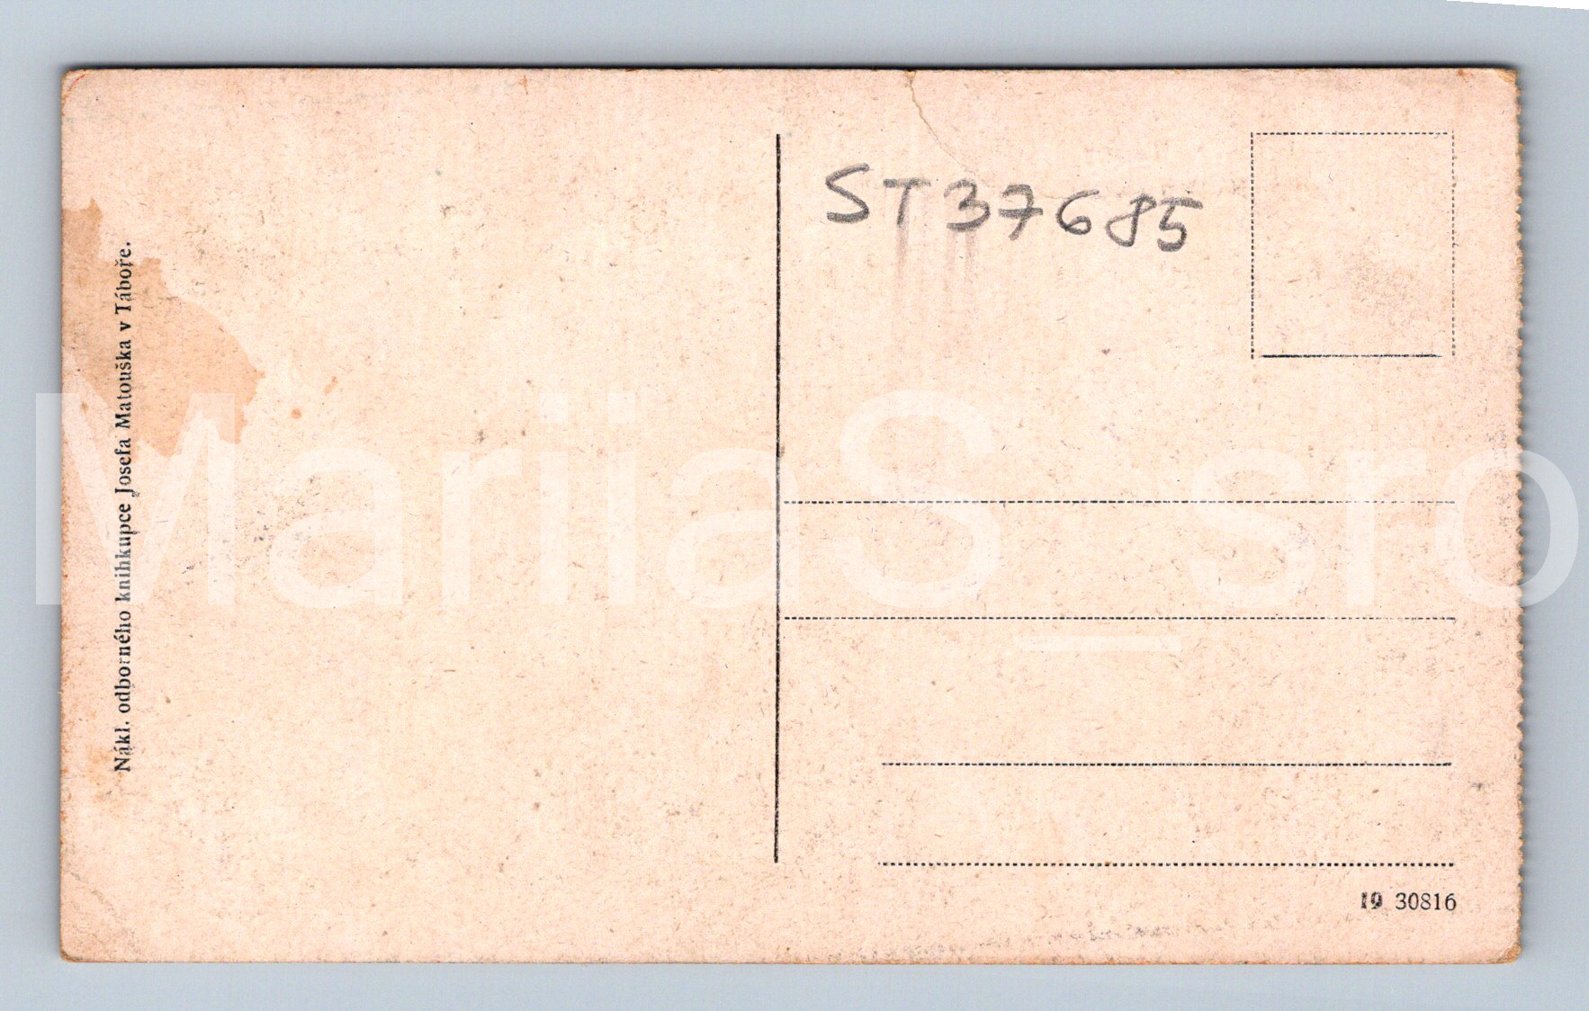 Nákl. odborného knihkupce Josefa Matouška v Táboře.
ST37685
19 30816
MariiaS_sro